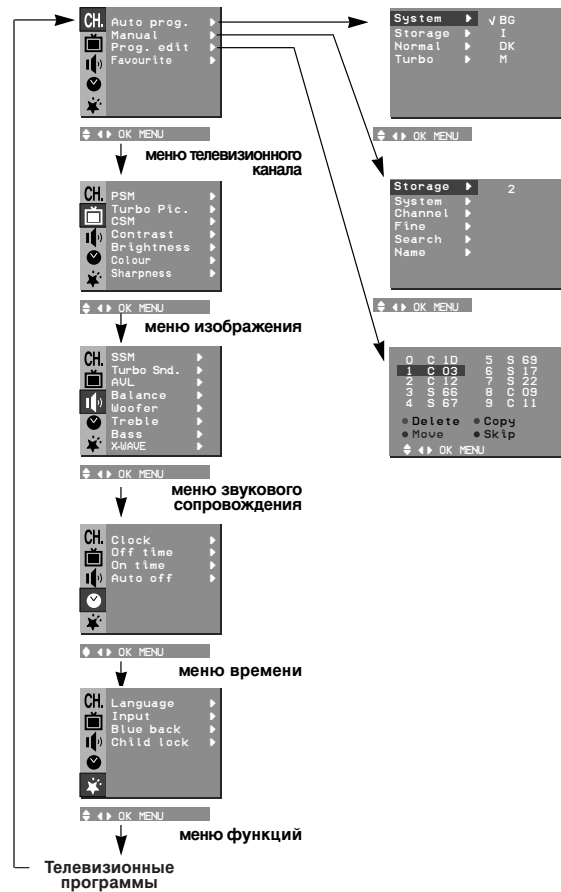 CH.
Auto prog.
Manual
Prog. edit
Favourite
OK MENU
меню телевизионного
канала
CH.
PSM
Turbo Pic.
CSM
Contrast
Brightness
Colour
Sharpness
OK MENU
меню изображения
CH.
SSM
Turbo Snd.
AVL
Balance
Woofer
Treble
Bass
X-WAVE
OK MENU
меню звукового
сопровождения
CH.
Clock
Off time
On time
Auto off
OK MENU
меню времени
CH.
Language
Input
Blue back
Child lock
OK MENU
меню функций
Телевизионные
программы
System √ BG
Storage I
Normal DK
Turbo M
OK MENU
Storage 2
System
Channel
Fine
Search
Name
OK MENU
0 C 1D 5 S 69
1 C 03 6 S 17
2 C 12 7 S 22
3 S 66 8 C 09
4 S 67 9 C 11
Delete Copy
Move Skip
OK MENU